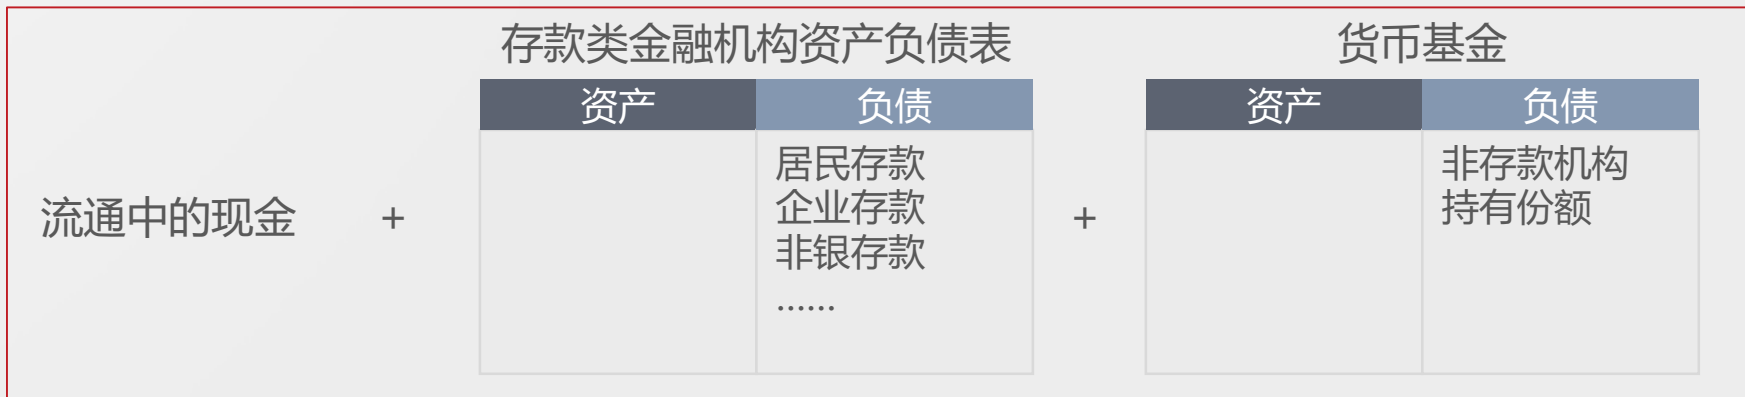 存款类金融机构资产负债表
货币基金
资产
负债
资产
负债
流通中的现金
+
居民存款
企业存款
非银存款
……
+
非存款机构
持有份额